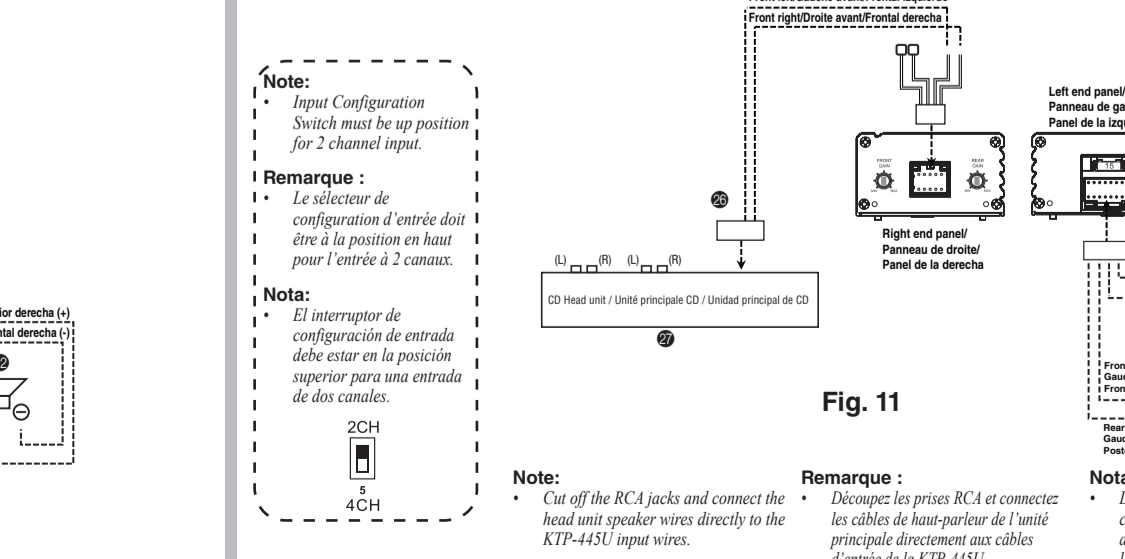 Front right/Droite avant/Frontal derecha
Note:
• Input Configuration
Switch must be up position
for 2 channel input.
Remarque :
• Le sélecteur de
configuration d'entrée doit
être à la position en haut
pour l'entrée à 2 canaux.
Nota:
• El interruptor de
configuración de entrada
debe estar en la posición
superior para una entrada
de dos canales.
2CH
5
4CH
ior derecha (+)
ntal derecha (-)
Left end panel/
Panneau de ga
Panel de la izqu
FRONT
GAIN
MIN MAX
REAR
GAIN
MIN MAX
15
Right end panel/
Panneau de droite/
Panel de la derecha
26
(L) (R) (L) (R)
CD Head unit / Unité principale CD / Unidad principal de CD
27
Fron
Gauc
Fron
Rear
Gauc
Poste
Fig. 11
Note:
• Cut off the RCA jacks and connect the
head unit speaker wires directly to the
KTP-445U input wires.
Remarque :
• Découpez les prises RCA et connectez
les câbles de haut-parleur de l'unité
principale directement aux câbles
d'entrée de la KTP-445U
Nota